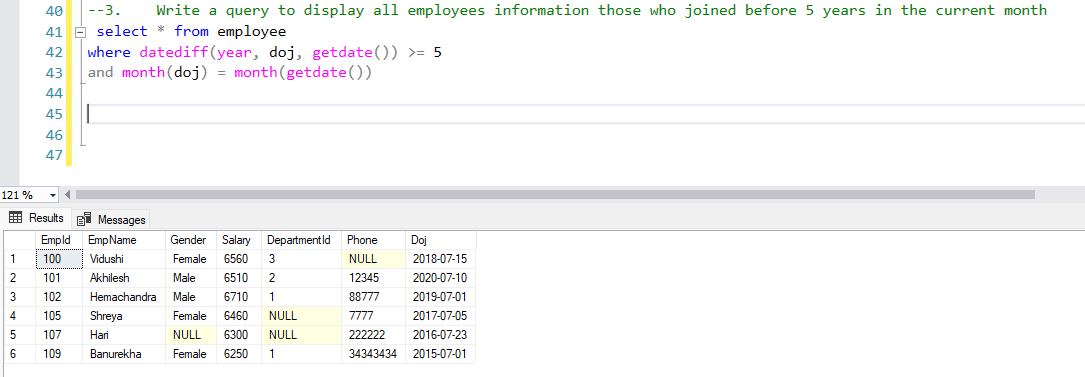 40 --3. Write a query to display all employees information those who joined before 5 years in the current month
41 select * from employee
42 where datediff(year, doj, getdate()) >= 5
43 and month(doj) = month(getdate())
44
45
46
47
121 %
Results Messages
EmpId EmpName Gender Salary DepartmentId Phone Doj
1 100 Vidushi Female 6560 3 NULL 2018-07-15
2 101 Akhilesh Male 6510 2 12345 2020-07-10
3 102 Hemachandra Male 6710 1 88777 2019-07-01
4 105 Shreya Female 6460 NULL 7777 2017-07-05
5 107 Hari NULL 6300 NULL 222222 2016-07-23
6 109 Banurekha Female 6250 1 34343434 2015-07-01